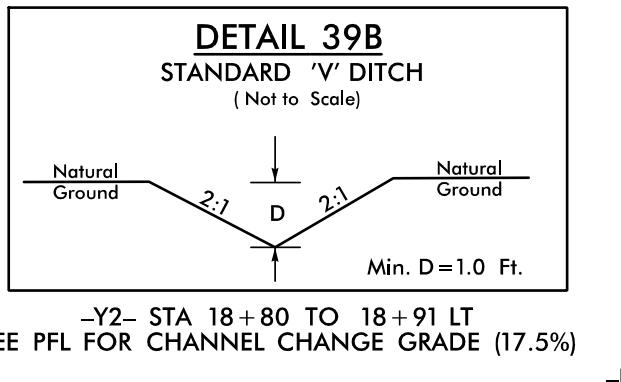 DETAIL 39B
STANDARD 'V' DITCH
( Not to Scale)
Natural
Ground
2:1
D
2:1
Natural
Ground
Min. D=1.0 Ft.
–Y2– STA 18+80 TO 18+91 LT
PFL FOR CHANNEL CHANGE GRADE (17.5%)